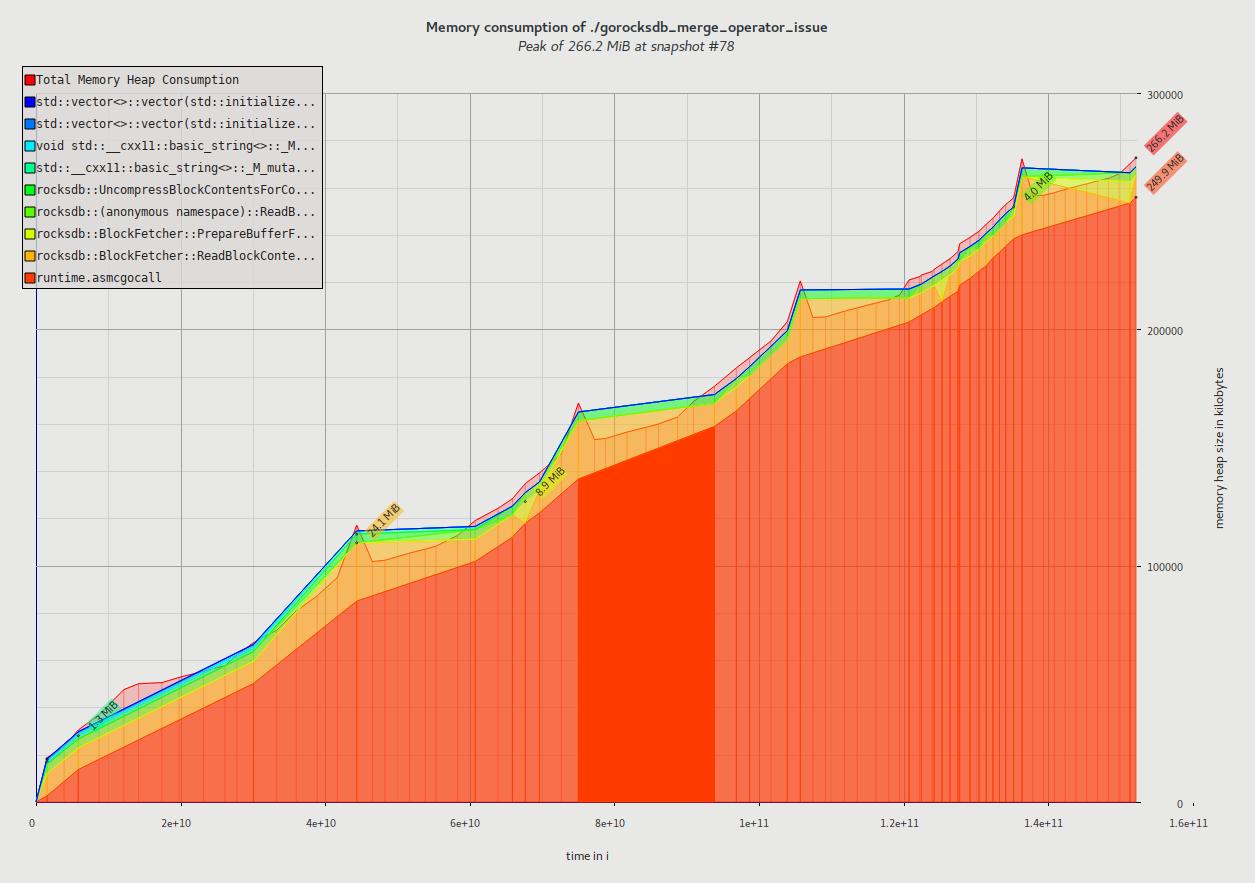 Memory consumption of ./gorocksdb_merge_operator_issue
Peak of 266.2 MiB at snapshot #78
Total Memory Heap Consumption
std::vector<>::vector(std::initialize...
std::vector<>::vector(std::initialize...
void std::__cxx11::basic_string<>::_M...
std::__cxx11::basic_string<>::_M_muta...
rocksdb::UncompressBlockContentsForCo...
rocksdb::(anonymous namespace)::ReadB...
rocksdb::BlockFetcher::PrepareBufferF...
rocksdb::BlockFetcher::ReadBlockConte...
runtime.asmcgocall
300000
266.2 MiB
249.9 MiB
4.0 MiB
200000
memory heap size in kilobytes
8.9 MiB
24.1 MiB
100000
1.3 MiB
0
0 2e+10 4e+10 6e+10 8e+10 1e+11 1.2e+11 1.4e+11 1.6e+11
time in i